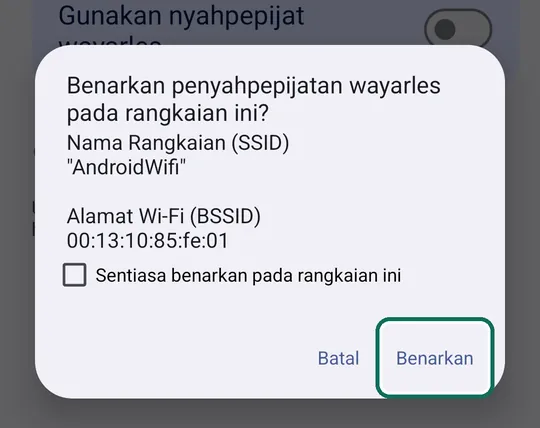 Gunakan nyahpepijat
wayarles
Benarkan penyahpepijatan wayarles
pada rangkaian ini?
Nama Rangkaian (SSID)
"AndroidWifi"
Alamat Wi-Fi (BSSID)
00:13:10:85:fe:01
Sentiasa benarkan pada rangkaian ini
Batal
Benarkan